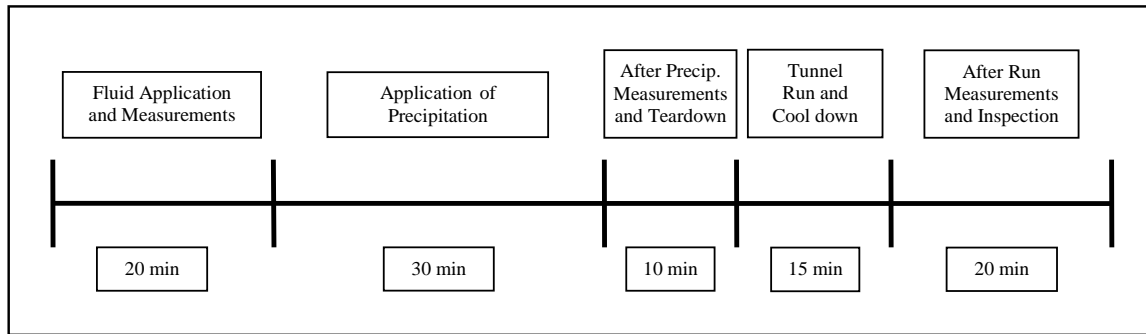 Fluid Application
and Measurements
Application of
Precipitation
After Precip.
Measurements
and Teardown
Tunnel
Run and
Cool down
After Run
Measurements
and Inspection
20 min
30 min
10 min
15 min
20 min